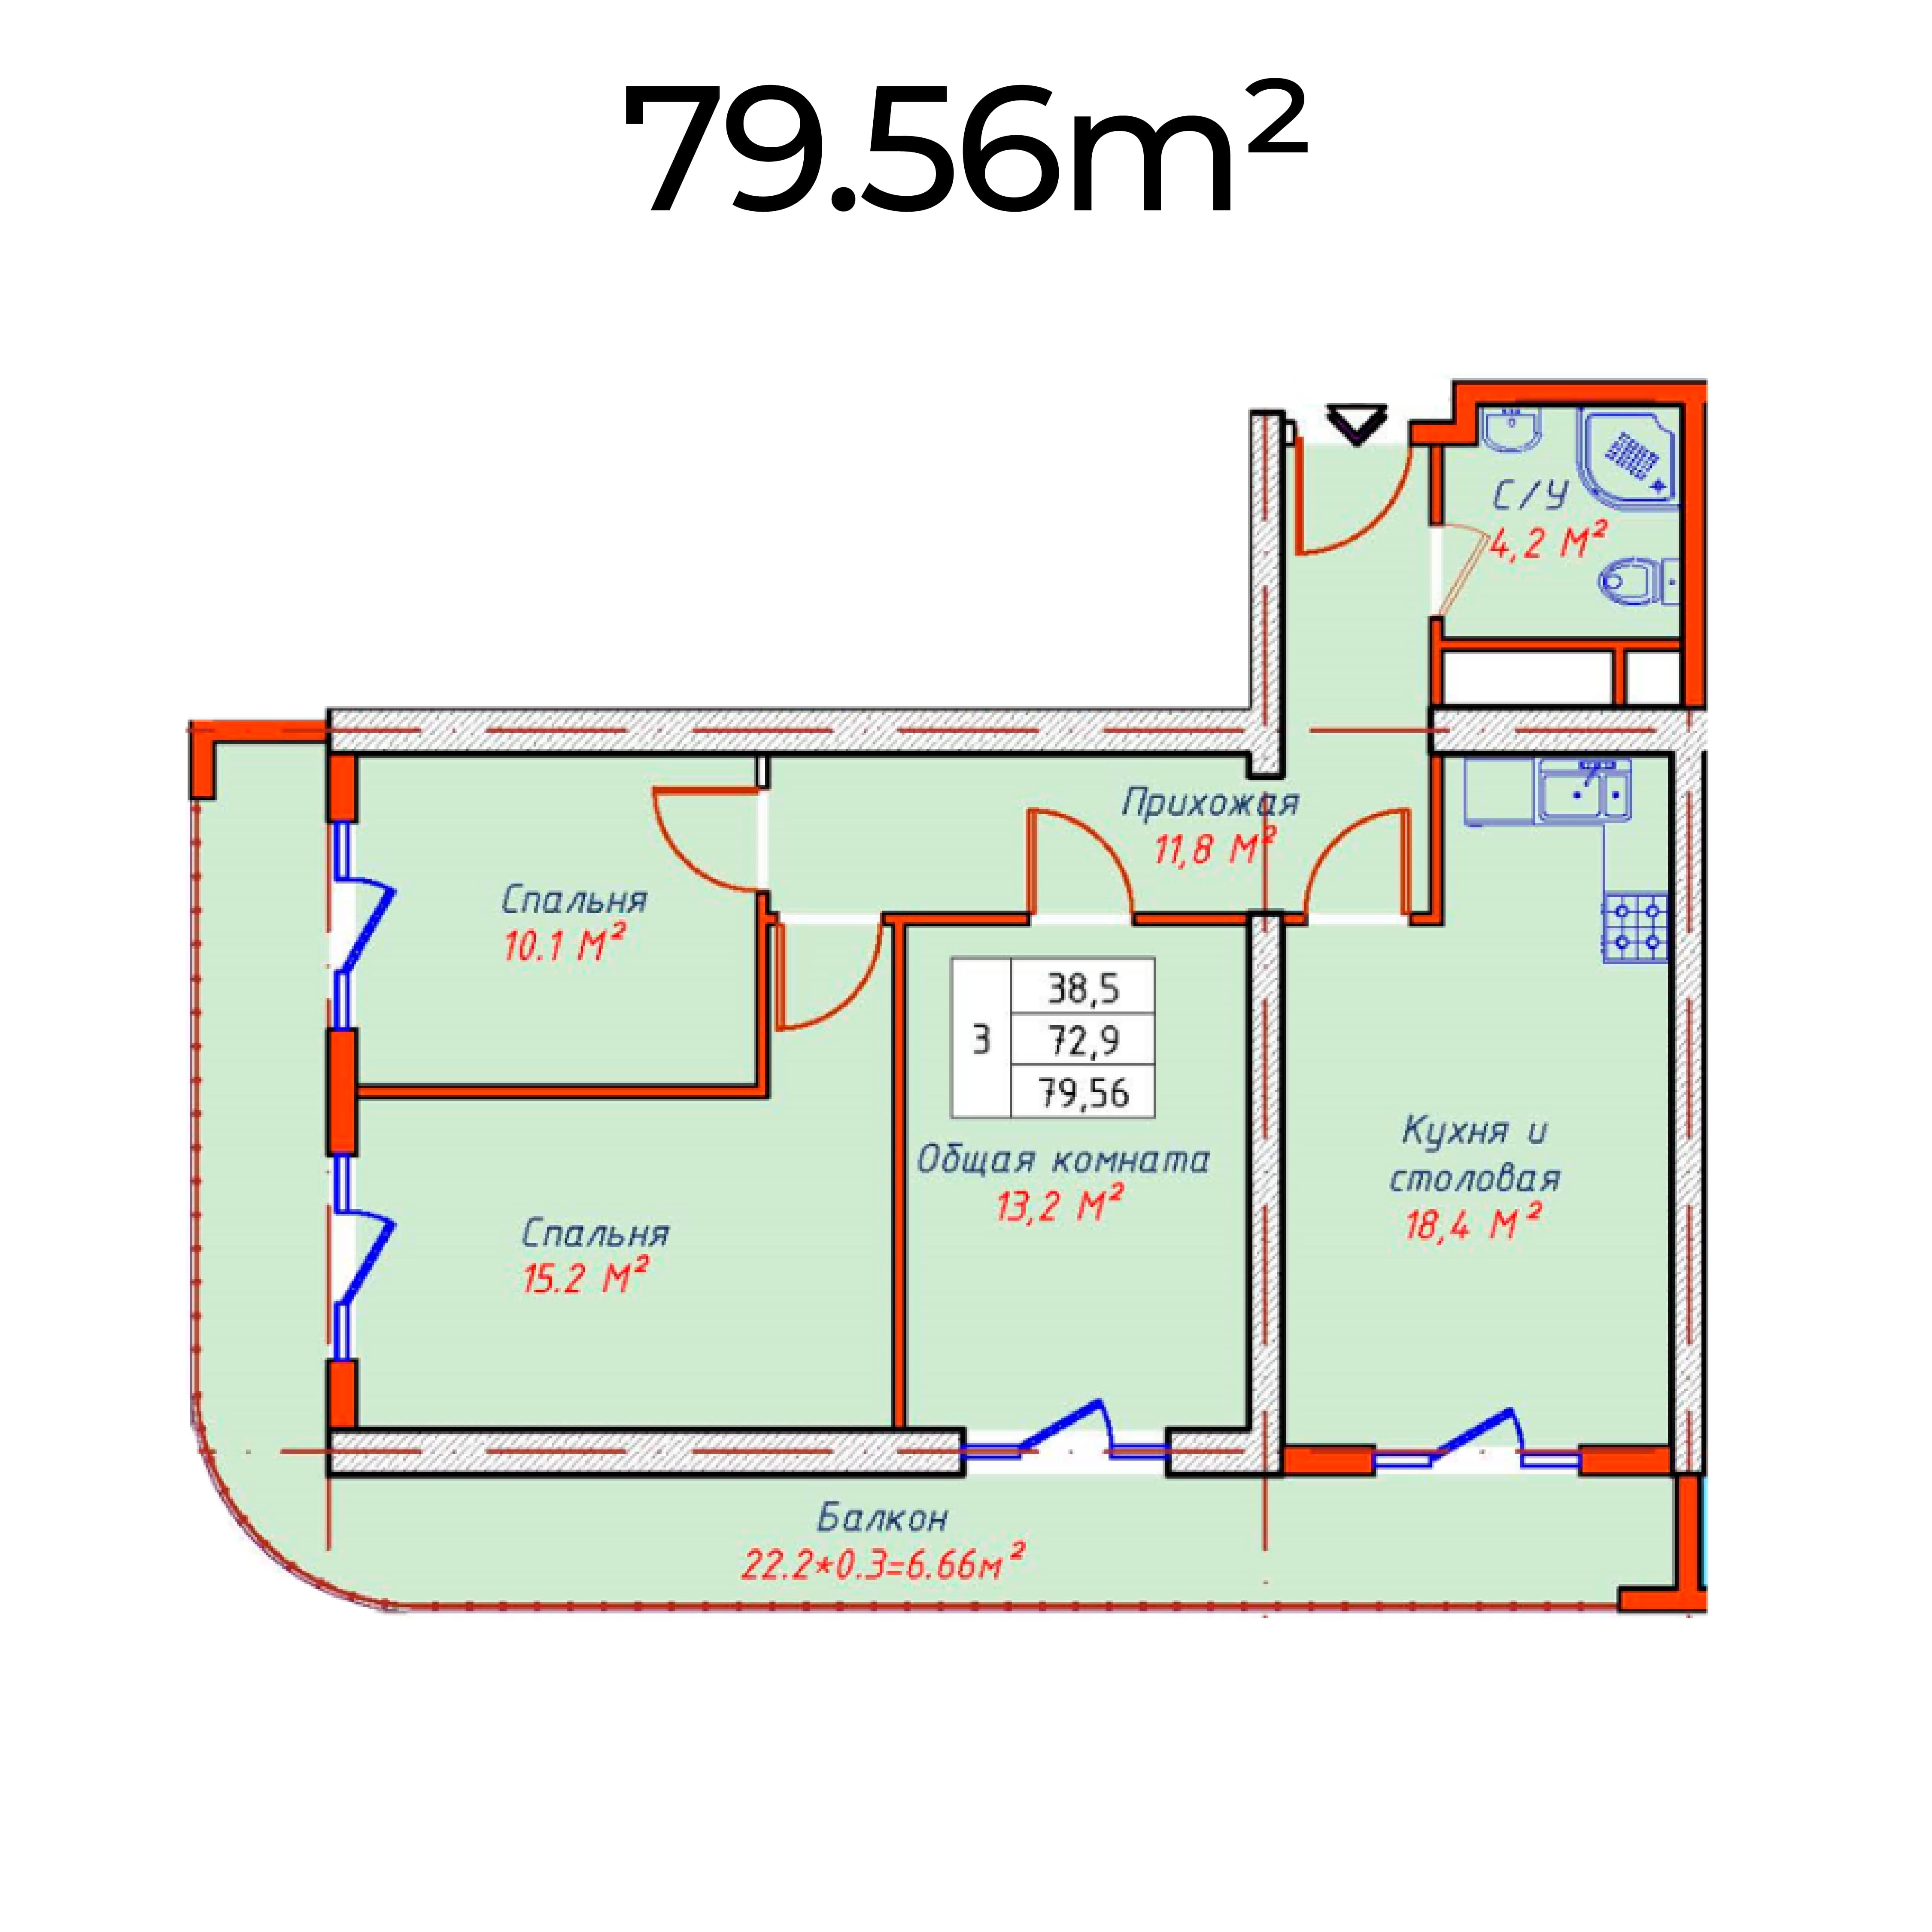 79.56m²
С/У
4,2 М²
Прихожая
11,8 М²
Спальня
10.1 М²
3
38,5
72,9
79,56
Общая комната
13,2 М²
Кухня и
столовая
18,4 М²
Спальня
15.2 М²
Балкон
22.2*0.3=6.66м²